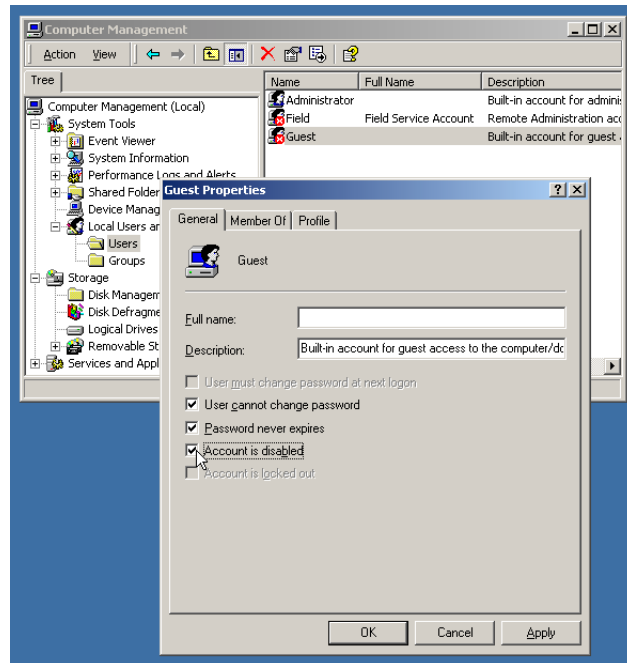 Computer Management
Action View
Tree
Name Full Name Description
Computer Management (Local)
System Tools
Event Viewer
System Information
Performance Logs and Alerts
Shared Folder
Device Manag
Local Users ar
Users
Groups
Storage
Disk Managem
Disk Defragme
Logical Drives
Removable St
Services and Appl
Administrator Built-in account for adminis
Field Field Service Account Remote Administration acc
Guest Built-in account for guest
Guest Properties
General Member Of Profile
Guest
Full name:
Description: Built-in account for guest access to the computer/dc
User must change password at next logon
User cannot change password
Password never expires
Account is disabled
Account is locked out
OK Cancel Apply